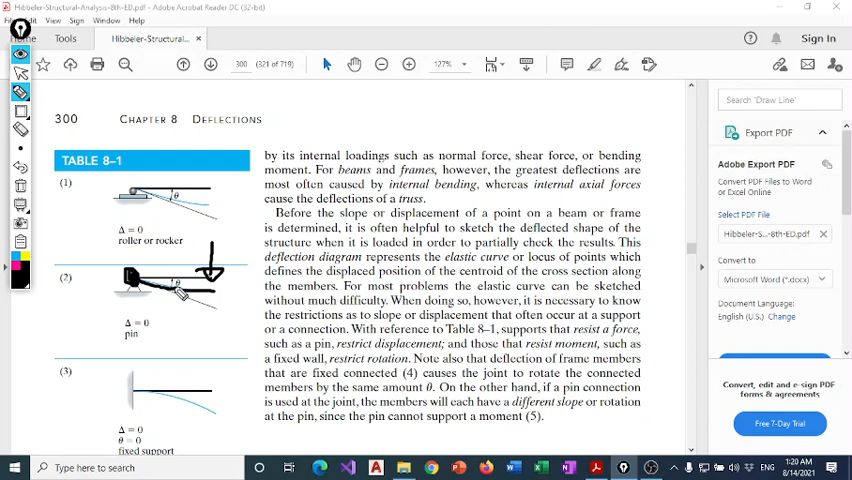 Hibbeler-Structural-Analysis-8th-ED.pdf - Adobe Acrobat Reader DC (32-bit)
File Edit View Sign Window Help
Home Tools Hibbeler-Structural... × Sign In
300 (321 of 719) 127%
300 CHAPTER 8 DEFLECTIONS
TABLE 8–1
(1)
θ
Δ = 0
roller or rocker
(2)
θ
Δ = 0
pin
(3)
Δ = 0
θ = 0
fixed support
by its internal loadings such as normal force, shear force, or bending
moment. For beams and frames, however, the greatest deflections are
most often caused by internal bending, whereas internal axial forces
cause the deflections of a truss.
Before the slope or displacement of a point on a beam or frame
is determined, it is often helpful to sketch the deflected shape of the
structure when it is loaded in order to partially check the results. This
deflection diagram represents the elastic curve or locus of points which
defines the displaced position of the centroid of the cross section along
the members. For most problems the elastic curve can be sketched
without much difficulty. When doing so, however, it is necessary to know
the restrictions as to slope or displacement that often occur at a support
or a connection. With reference to Table 8–1, supports that resist a force,
such as a pin, restrict displacement; and those that resist moment, such as
a fixed wall, restrict rotation. Note also that deflection of frame members
that are fixed connected (4) causes the joint to rotate the connected
members by the same amount θ. On the other hand, if a pin connection
is used at the joint, the members will each have a different slope or rotation
at the pin, since the pin cannot support a moment (5).
Search 'Draw Line'
Export PDF
Adobe Export PDF
Convert PDF Files to Word
or Excel Online
Select PDF File
Hibbeler-S...-8th-ED.pdf ×
Convert to
Microsoft Word (*.docx)
Document Language:
English (U.S.) Change
Convert, edit and e-sign PDF
forms & agreements
Free 7-Day Trial
Type here to search
ENG
1:20 AM
8/14/2021